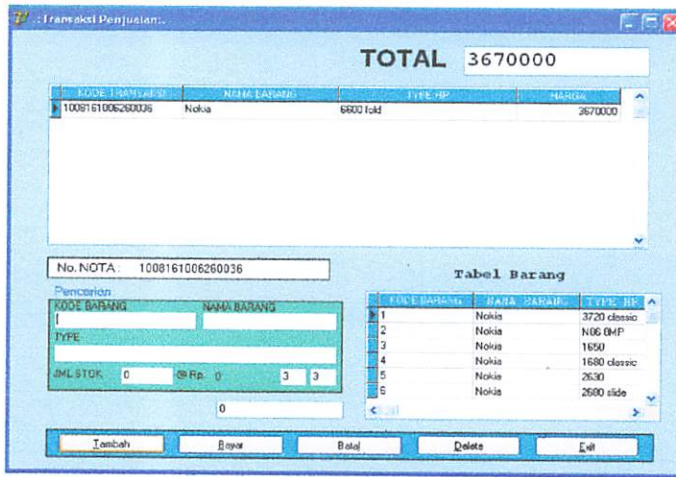 .:Transaksi Penjualan:.
TOTAL 3670000
KODE TRANSAKSI NAMA BARANG TYPE HP HARGA
1008161006260036 Nokia 6600 fold 3670000
No. NOTA : 1008161006260036
Tabel Barang
Pencarian
KODE BARANG NAMA BARANG
TYPE
JML STOK 0 @ Rp. 0 3 3
0
KODE BARANG NAMA BARANG TYPE HP
1 Nokia 3720 classic
2 Nokia N86 8MP
3 Nokia 1650
4 Nokia 1680 classic
5 Nokia 2630
6 Nokia 2680 slide
Tambah Bayar Batal Delete Exit